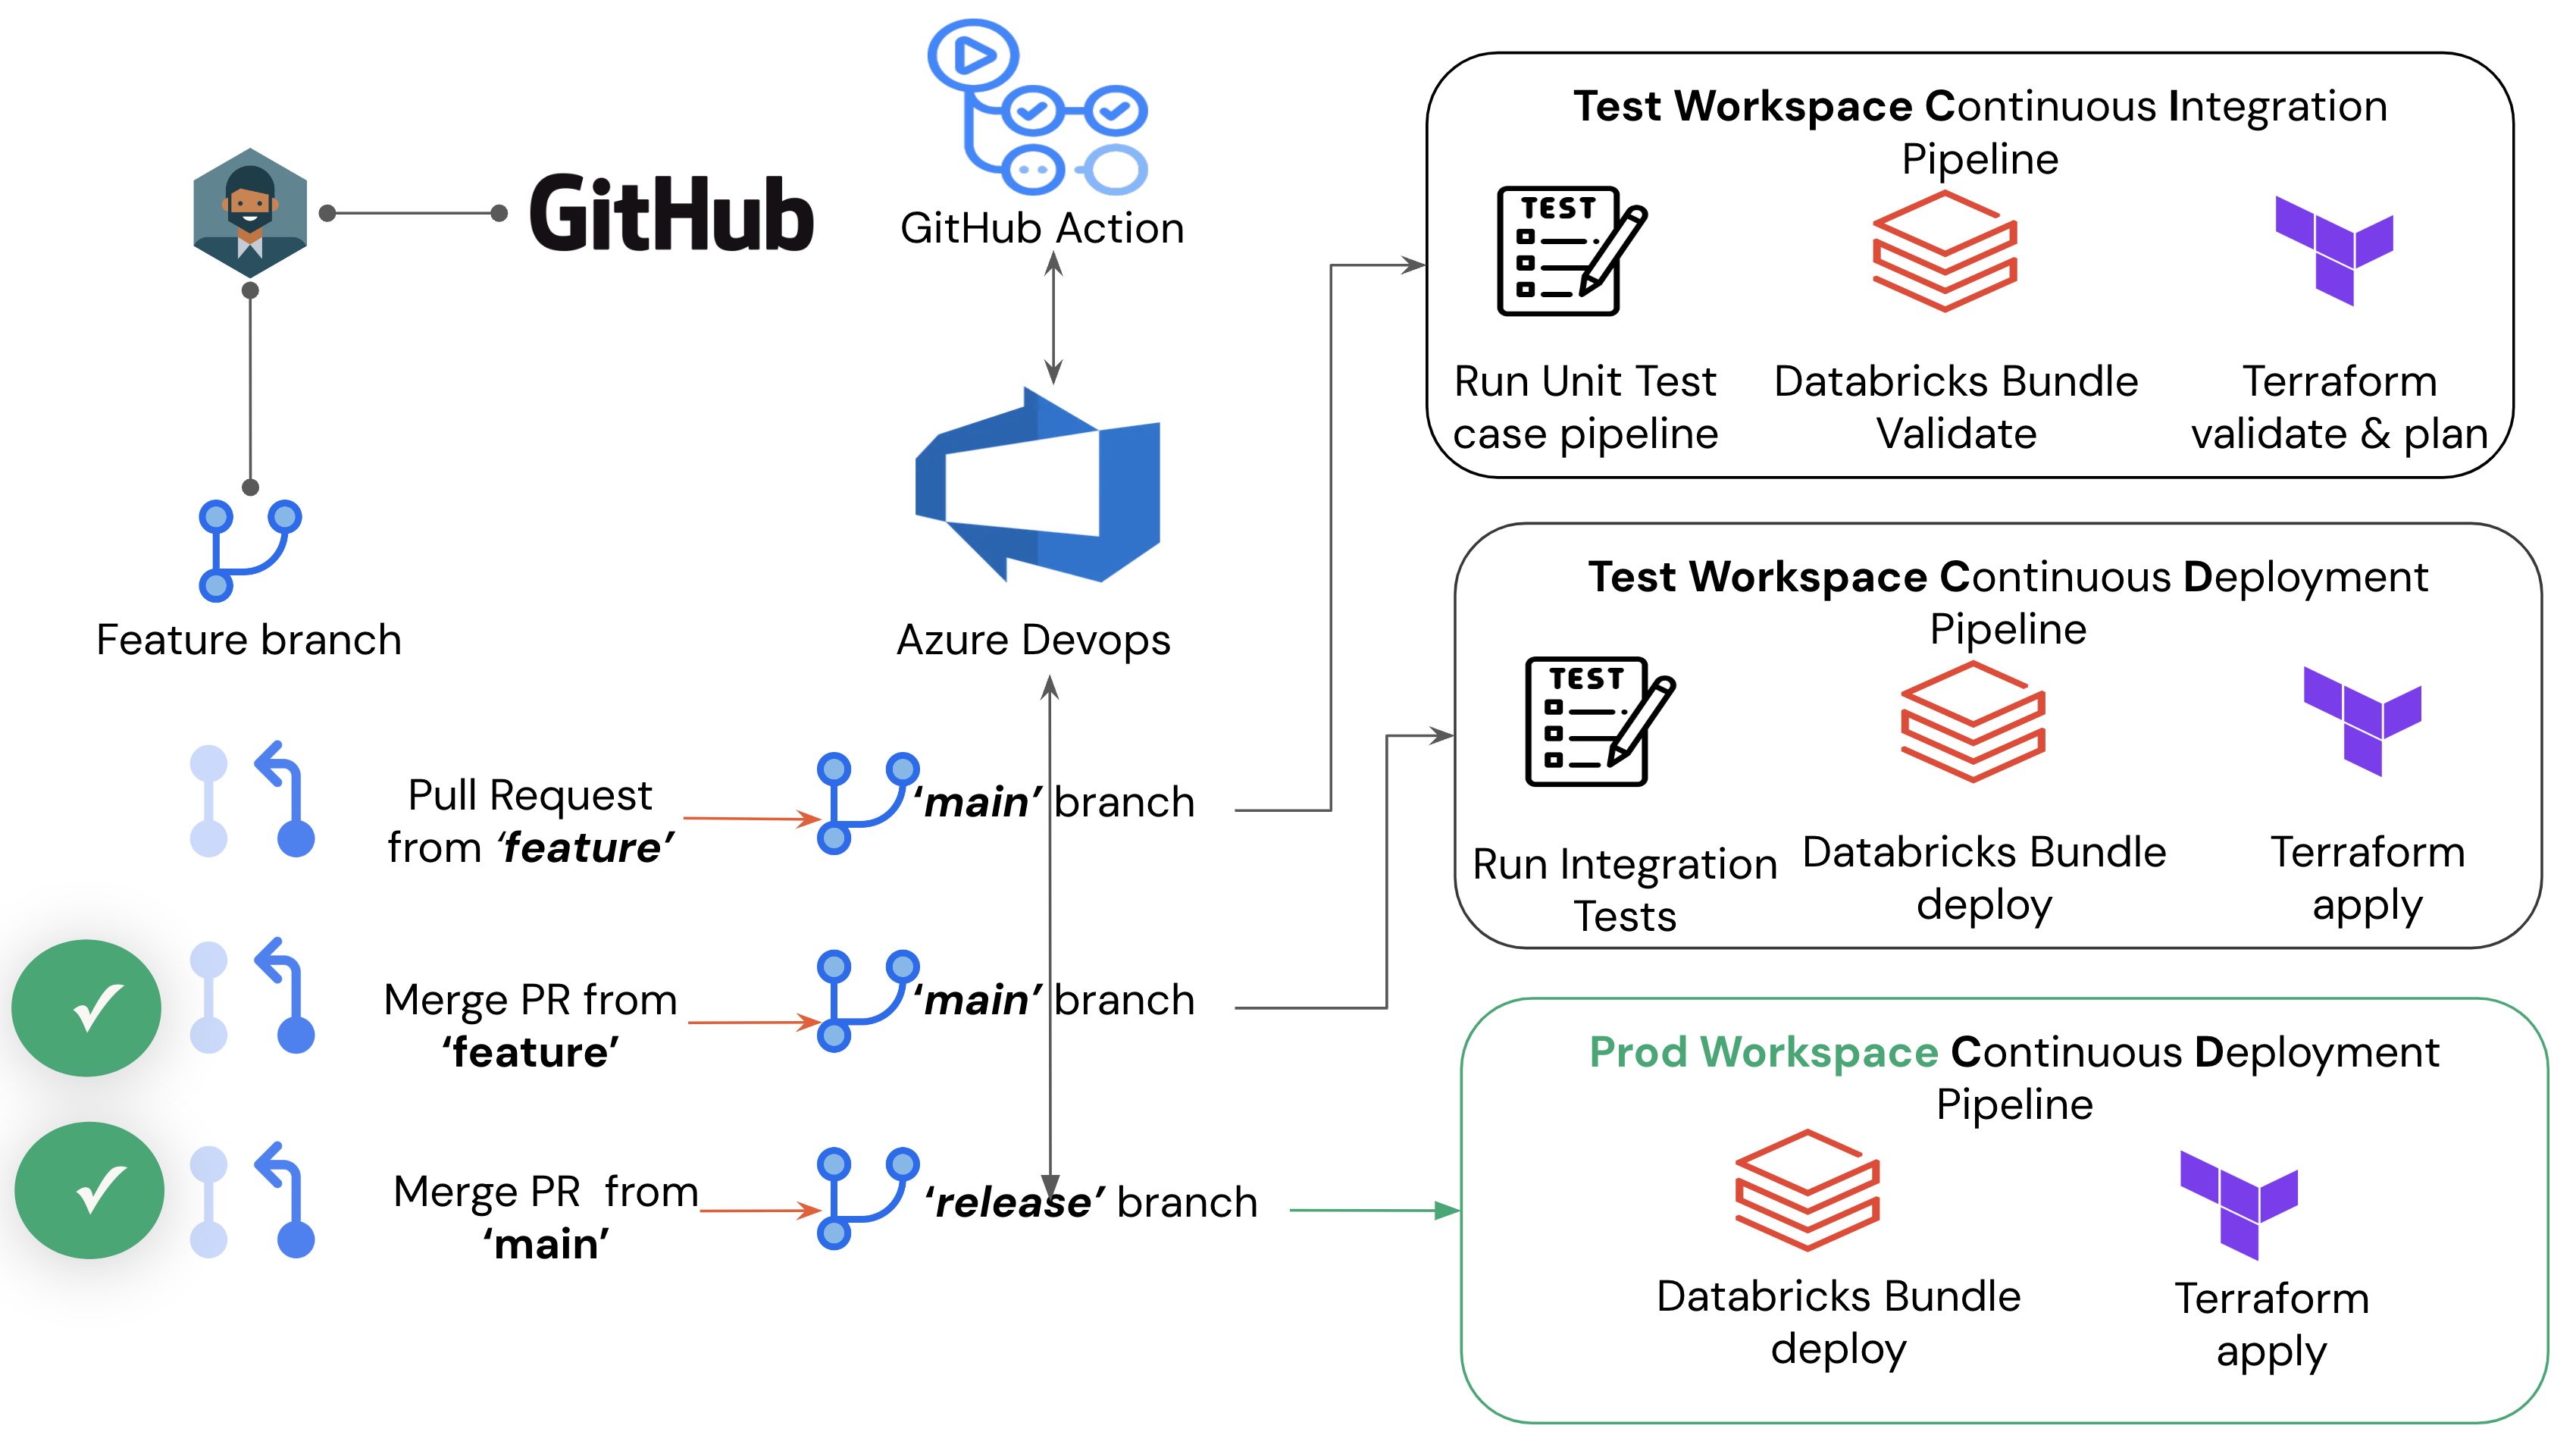 GitHub
GitHub Action
Azure Devops
Feature branch
Pull Request
from ‘feature’
‘main’ branch
Merge PR from
‘feature’
‘main’ branch
Merge PR from
‘main’
‘release’ branch
Test Workspace Continuous Integration
Pipeline
TEST
Run Unit Test
case pipeline
Databricks Bundle
Validate
Terraform
validate & plan
Test Workspace Continuous Deployment
Pipeline
TEST
Run Integration
Tests
Databricks Bundle
deploy
Terraform
apply
Prod Workspace Continuous Deployment
Pipeline
Databricks Bundle
deploy
Terraform
apply